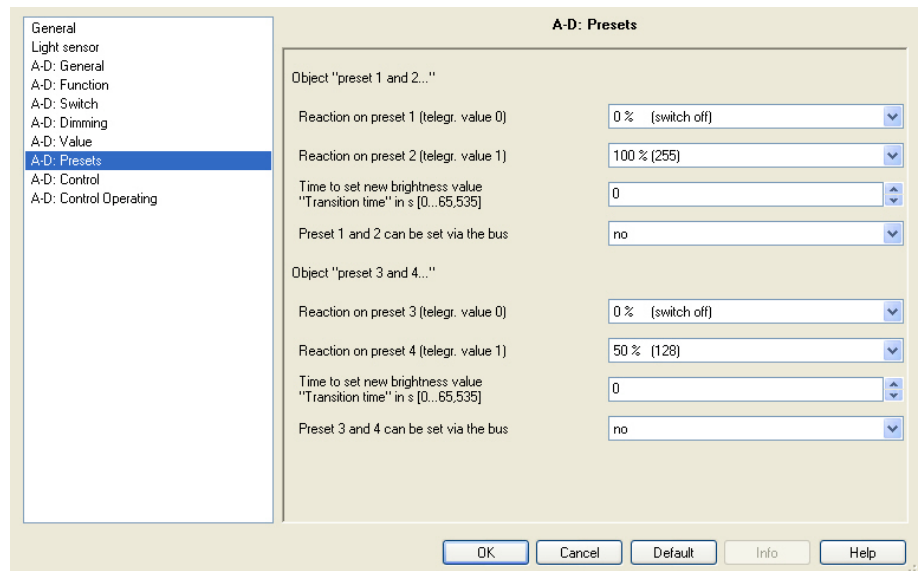 General
Light sensor
A-D: General
A-D: Function
A-D: Switch
A-D: Dimming
A-D: Value
A-D: Presets
A-D: Control
A-D: Control Operating
A-D: Presets
Object "preset 1 and 2..."
Reaction on preset 1 (telegr. value 0) 0 % (switch off)
Reaction on preset 2 (telegr. value 1) 100 % (255)
Time to set new brightness value
"Transition time" in s [0...65,535] 0
Preset 1 and 2 can be set via the bus no
Object "preset 3 and 4..."
Reaction on preset 3 (telegr. value 0) 0 % (switch off)
Reaction on preset 4 (telegr. value 1) 50 % (128)
Time to set new brightness value
"Transition time" in s [0...65,535] 0
Preset 3 and 4 can be set via the bus no
OK Cancel Default Info Help